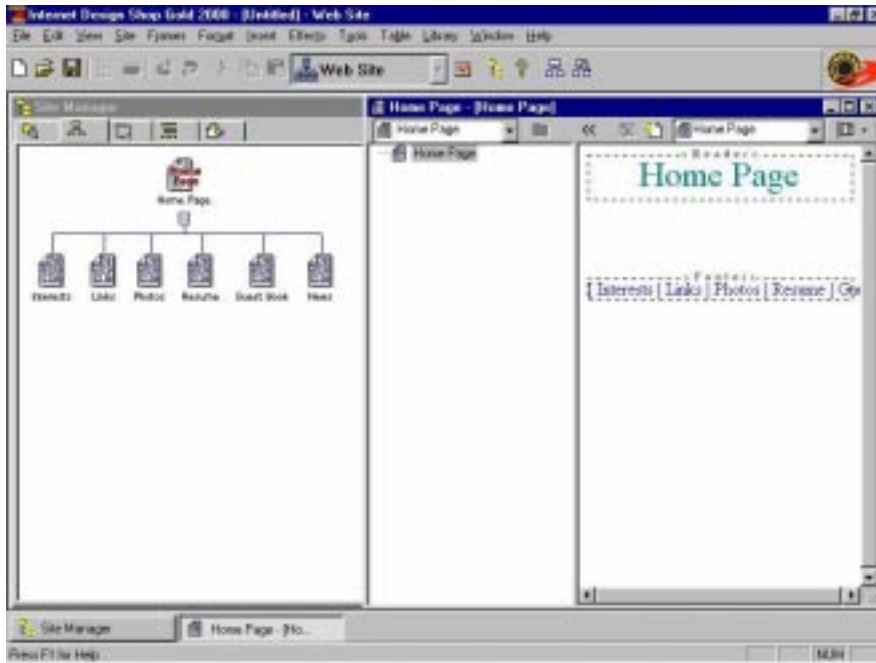 Internet Design Shop Gold 2000 - [Untitled] - Web Site
File Edit View Site Frames Format Insert Effects Tools Table Library Window Help
Web Site
Site Manager
Home Page - [Home Page]
Home Page
Home Page
Home Page
Home Page
Home Page
Interests Links Photos Resume Guest Book News
Header
Home Page
Footer
[ Interests | Links | Photos | Resume | Gue
Site Manager
Home Page - [Ho...
Press F1 for Help
NUM